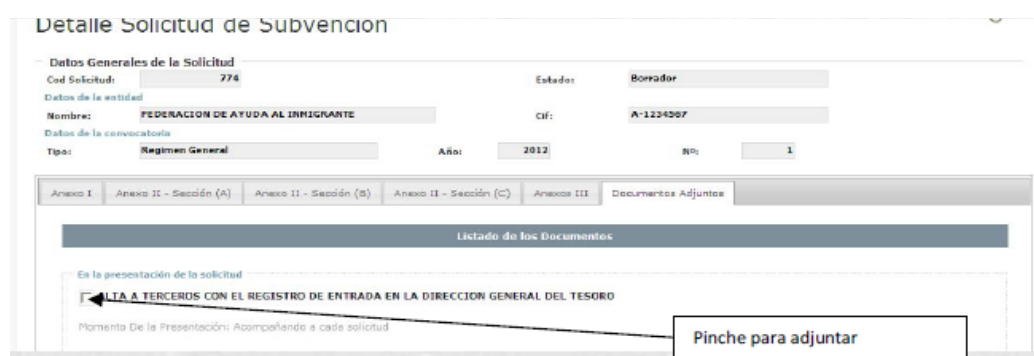 Detalle Solicitud de Subvención
Datos Generales de la Solicitud
Cod Solicitud: 774 Estado: Borrador
Datos de la entidad
Nombre: FEDERACION DE AYUDA AL INMIGRANTE Cif: A-1234567
Datos de la convocatoria
Tipo: Regimen General Año: 2012 Nº: 1
Anexo I Anexo II - Sección (A) Anexo II - Sección (B) Anexo II - Sección (C) Anexos III Documentos Adjuntos
Listado de los Documentos
En la presentación de la solicitud
ALTA A TERCEROS CON EL REGISTRO DE ENTRADA EN LA DIRECCION GENERAL DEL TESORO
Momento De la Presentación: Acompañando a cada solicitud
Pinche para adjuntar